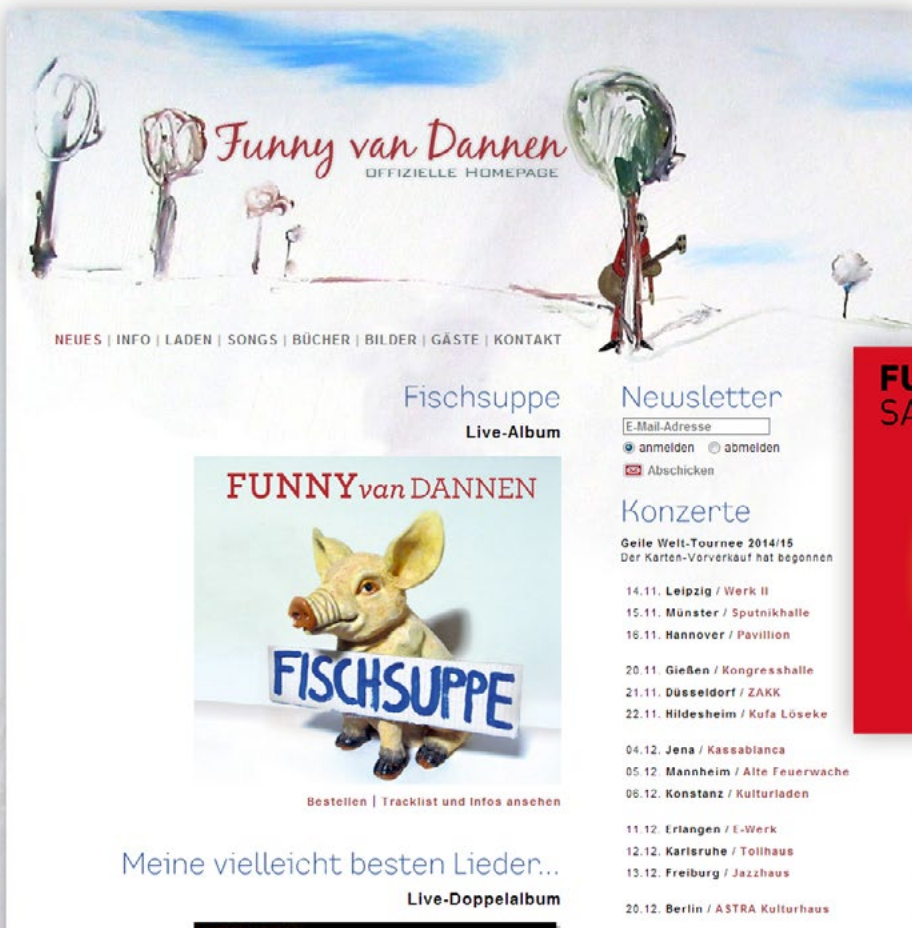 Funny van Dannen
OFFIZIELLE HOMEPAGE
NEUES | INFO | LADEN | SONGS | BÜCHER | BILDER | GÄSTE | KONTAKT
Fischsuppe
Live-Album
FUNNY van DANNEN
FISCHSUPPE
Bestellen | Tracklist und Infos ansehen
Meine vielleicht besten Lieder...
Live-Doppelalbum
Newsletter
E-Mail-Adresse
anmelden abmelden
Abschicken
Konzerte
Geile Welt-Tournee 2014/15
Der Karten-Vorverkauf hat begonnen
14.11. Leipzig / Werk II
15.11. Münster / Sputnikhalle
16.11. Hannover / Pavillion
20.11. Gießen / Kongresshalle
21.11. Düsseldorf / ZAKK
22.11. Hildesheim / Kufa Löseke
04.12. Jena / Kassablanca
05.12. Mannheim / Alte Feuerwache
06.12. Konstanz / Kulturladen
11.12. Erlangen / E-Werk
12.12. Karlsruhe / Tollhaus
13.12. Freiburg / Jazzhaus
20.12. Berlin / ASTRA Kulturhaus
FU
SA